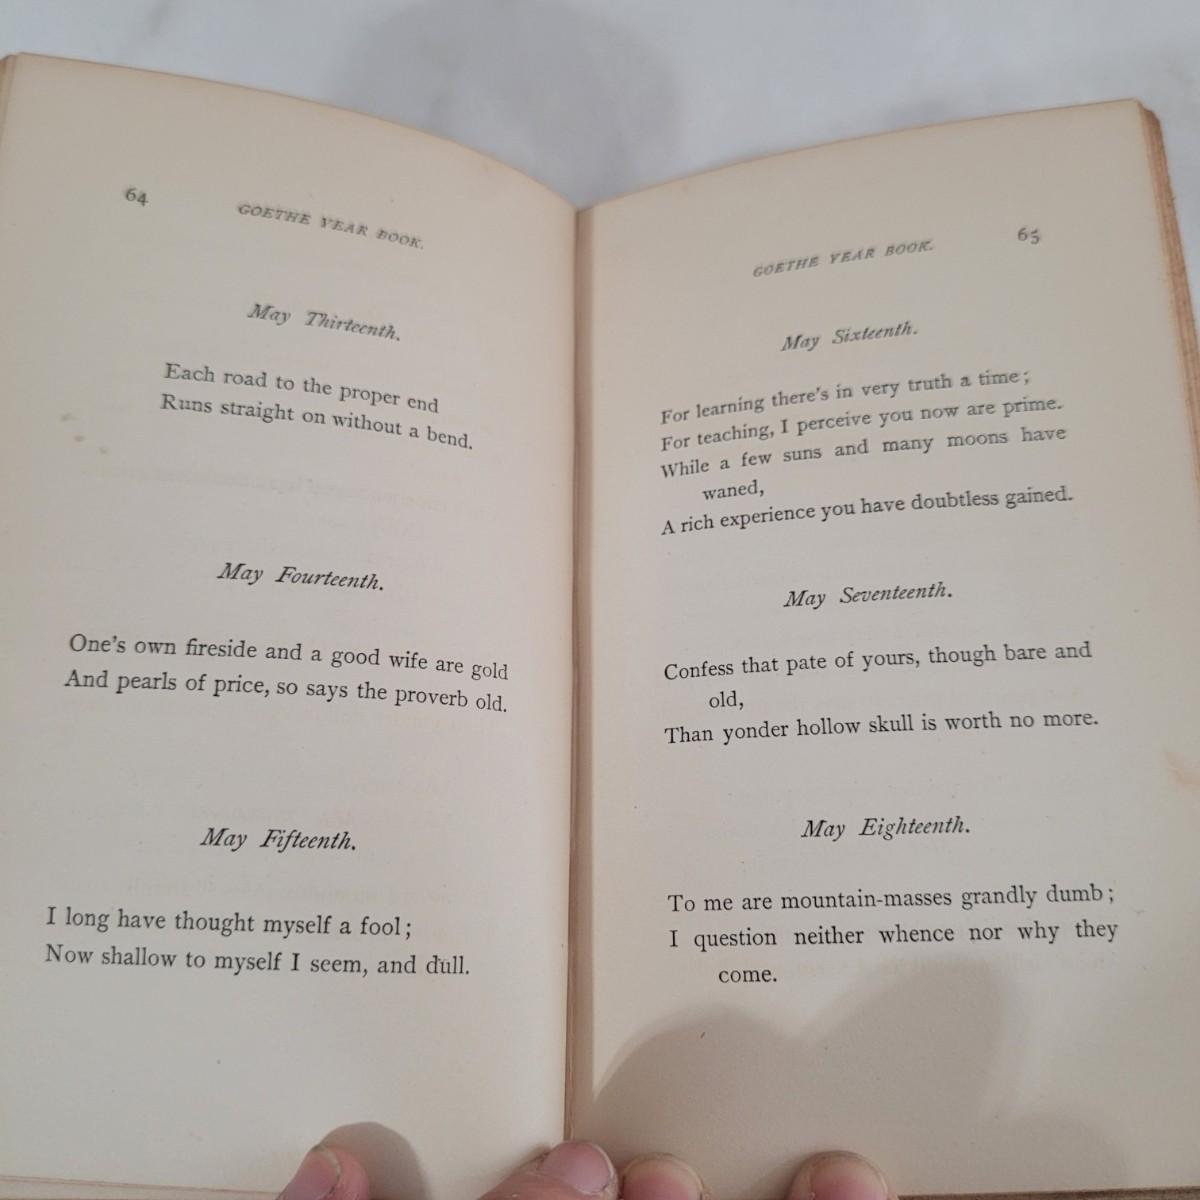 64
GOETHE YEAR BOOK.
May Thirteenth.
Each road to the proper end
Runs straight on without a bend.
May Fourteenth.
One's own fireside and a good wife are gold
And pearls of price, so says the proverb old.
May Fifteenth.
I long have thought myself a fool;
Now shallow to myself I seem, and dull.
GOETHE YEAR BOOK.
65
May Sixteenth.
For learning there's in very truth a time;
For teaching, I perceive you now are prime.
While a few suns and many moons have
waned,
A rich experience you have doubtless gained.
May Seventeenth.
Confess that pate of yours, though bare and
old,
Than yonder hollow skull is worth no more.
May Eighteenth.
To me are mountain-masses grandly dumb;
I question neither whence nor why they
come.